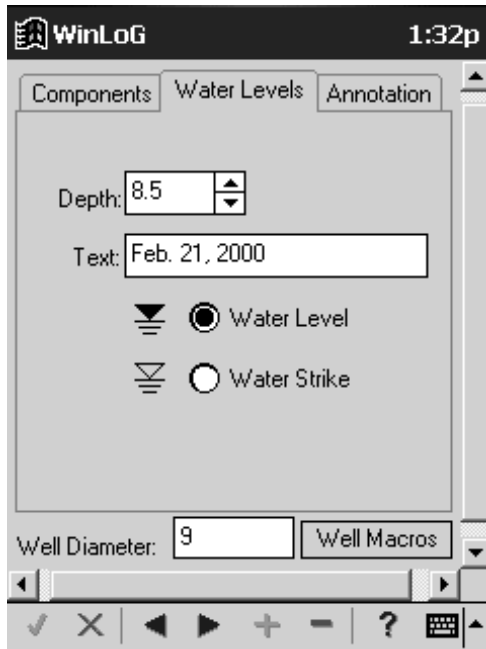 WinLoG 1:32p
Components Water Levels Annotation
Depth: 8.5
Text: Feb. 21, 2000
Water Level
Water Strike
Well Diameter: 9 Well Macros
?